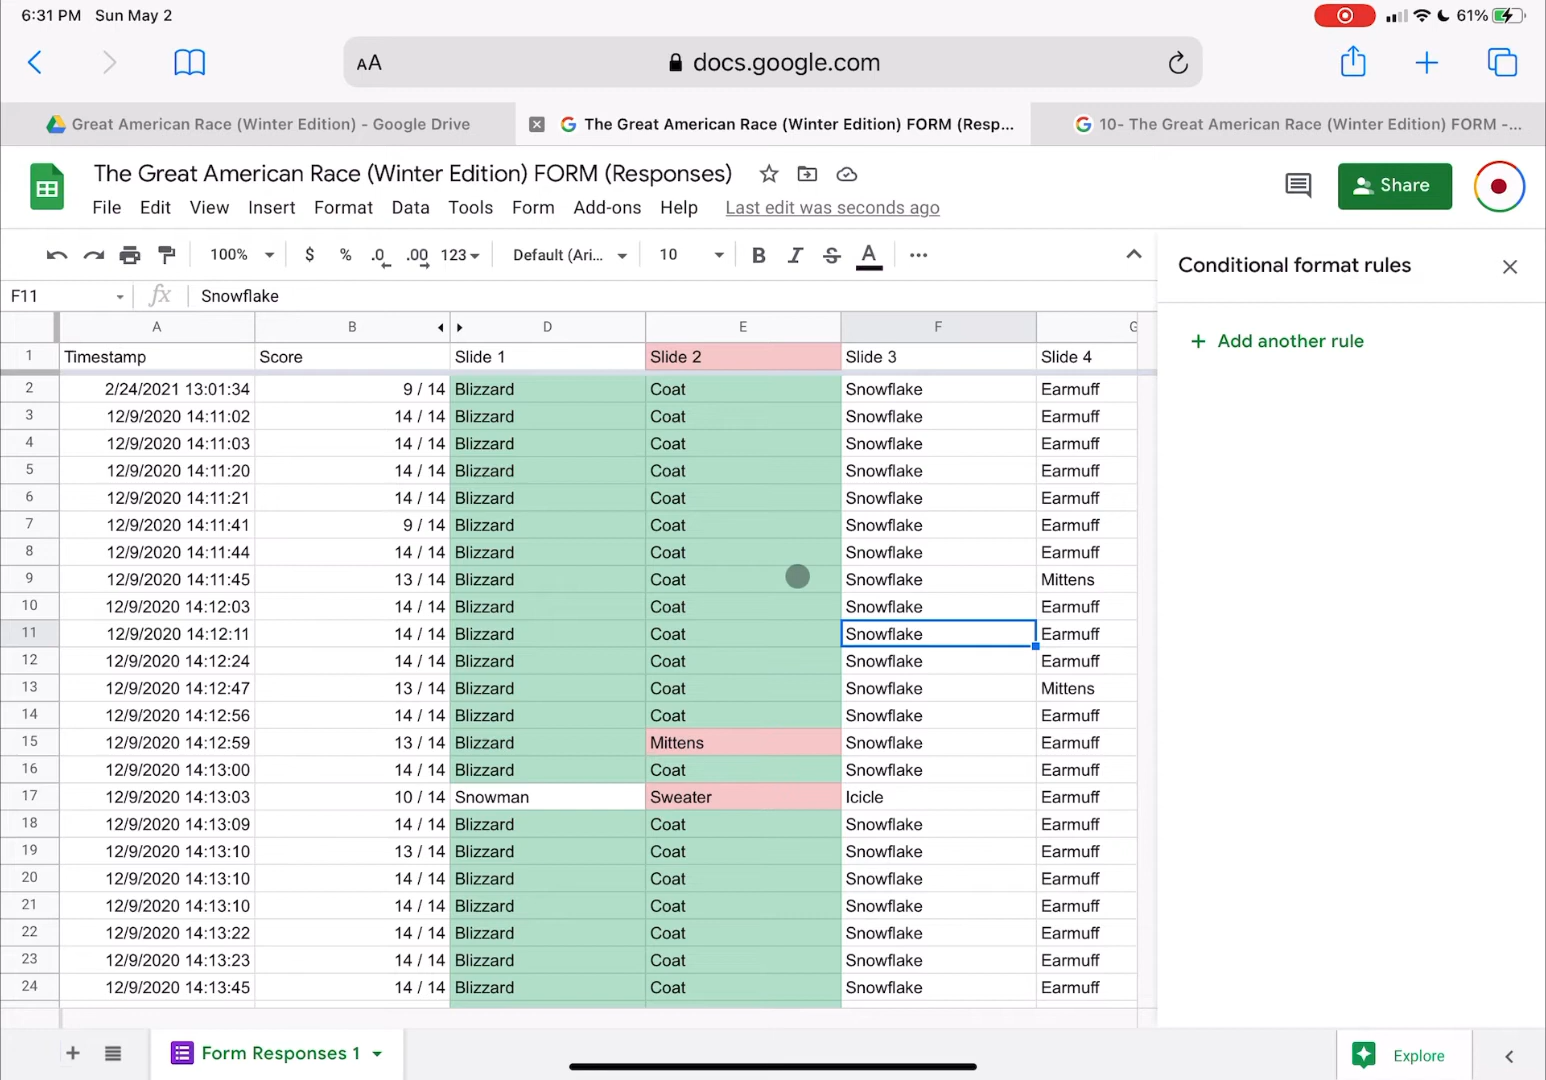 6:31 PM Sun May 2 61%
AA docs.google.com
Great American Race (Winter Edition) - Google Drive The Great American Race (Winter Edition) FORM (Resp... 10- The Great American Race (Winter Edition) FORM -...
The Great American Race (Winter Edition) FORM (Responses)
File Edit View Insert Format Data Tools Form Add-ons Help Last edit was seconds ago
Share
100% $ % .0 .00 123 Default (Ari... 10 B I S A
Conditional format rules
F11 fx Snowflake
+ Add another rule
A B D E F G
1 Timestamp Score Slide 1 Slide 2 Slide 3 Slide 4
2 2/24/2021 13:01:34 9 / 14 Blizzard Coat Snowflake Earmuff
3 12/9/2020 14:11:02 14 / 14 Blizzard Coat Snowflake Earmuff
4 12/9/2020 14:11:03 14 / 14 Blizzard Coat Snowflake Earmuff
5 12/9/2020 14:11:20 14 / 14 Blizzard Coat Snowflake Earmuff
6 12/9/2020 14:11:21 14 / 14 Blizzard Coat Snowflake Earmuff
7 12/9/2020 14:11:41 9 / 14 Blizzard Coat Snowflake Earmuff
8 12/9/2020 14:11:44 14 / 14 Blizzard Coat Snowflake Earmuff
9 12/9/2020 14:11:45 13 / 14 Blizzard Coat Snowflake Mittens
10 12/9/2020 14:12:03 14 / 14 Blizzard Coat Snowflake Earmuff
11 12/9/2020 14:12:11 14 / 14 Blizzard Coat Snowflake Earmuff
12 12/9/2020 14:12:24 14 / 14 Blizzard Coat Snowflake Earmuff
13 12/9/2020 14:12:47 13 / 14 Blizzard Coat Snowflake Mittens
14 12/9/2020 14:12:56 14 / 14 Blizzard Coat Snowflake Earmuff
15 12/9/2020 14:12:59 13 / 14 Blizzard Mittens Snowflake Earmuff
16 12/9/2020 14:13:00 14 / 14 Blizzard Coat Snowflake Earmuff
17 12/9/2020 14:13:03 10 / 14 Snowman Sweater Icicle Earmuff
18 12/9/2020 14:13:09 14 / 14 Blizzard Coat Snowflake Earmuff
19 12/9/2020 14:13:10 13 / 14 Blizzard Coat Snowflake Earmuff
20 12/9/2020 14:13:10 14 / 14 Blizzard Coat Snowflake Earmuff
21 12/9/2020 14:13:10 14 / 14 Blizzard Coat Snowflake Earmuff
22 12/9/2020 14:13:22 14 / 14 Blizzard Coat Snowflake Earmuff
23 12/9/2020 14:13:23 14 / 14 Blizzard Coat Snowflake Earmuff
24 12/9/2020 14:13:45 14 / 14 Blizzard Coat Snowflake Earmuff
Form Responses 1 Explore